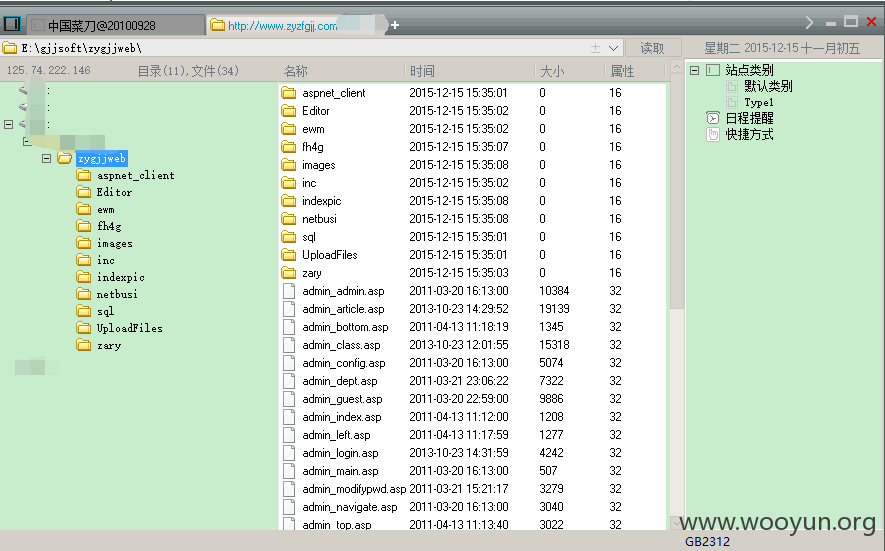 中国菜刀@20100928
http://www.zyzfgjj.com
+
E:\gjjsoft\zygjjweb\
读取
星期二 2015-12-15 十一月初五
125.74.222.146 目录(11),文件(34)
名称 时间 大小 属性
zygjjweb
aspnet_client
Editor
ewm
fh4g
images
inc
indexpic
netbusi
sql
UploadFiles
zary
aspnet_client 2015-12-15 15:35:01 0 16
Editor 2015-12-15 15:35:02 0 16
ewm 2015-12-15 15:35:02 0 16
fh4g 2015-12-15 15:35:01 0 16
images 2015-12-15 15:35:08 0 16
inc 2015-12-15 15:35:02 0 16
indexpic 2015-12-15 15:35:08 0 16
netbusi 2015-12-15 15:35:08 0 16
sql 2015-12-15 15:35:01 0 16
UploadFiles 2015-12-15 15:35:01 0 16
zary 2015-12-15 15:35:03 0 16
admin_admin.asp 2011-03-20 16:13:00 10384 32
admin_article.asp 2013-10-23 14:29:52 19139 32
admin_bottom.asp 2011-04-13 11:18:19 1345 32
admin_class.asp 2013-10-23 12:01:55 15318 32
admin_config.asp 2011-03-20 16:13:00 5074 32
admin_dept.asp 2011-03-21 23:06:22 7322 32
admin_guest.asp 2011-03-20 22:59:00 9886 32
admin_index.asp 2011-04-13 11:12:00 1208 32
admin_left.asp 2011-04-13 11:17:59 1277 32
admin_login.asp 2013-10-23 14:31:59 4242 32
admin_main.asp 2011-03-20 16:13:00 507 32
admin_modifypwd.asp 2011-03-21 15:21:17 3279 32
admin_navigate.asp 2011-03-20 16:13:00 3040 32
admin_top.asp 2011-04-13 11:13:40 3022 32
站点类别
默认类别
Type1
日程提醒
快捷方式
www.wooyun.org
GB2312